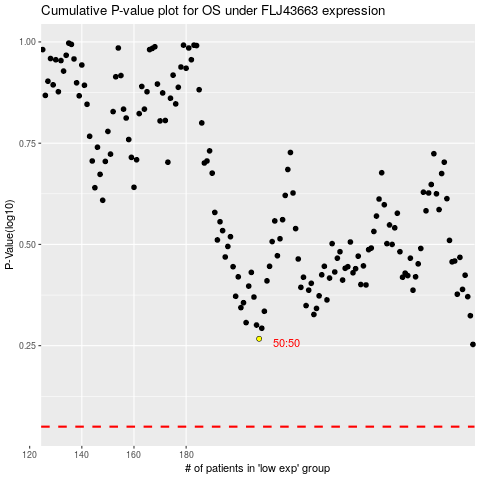 Cumulative P-value plot for OS under FLJ43663 expression
P-Value(log10)
1.00
0.75
0.50
0.25
50:50
120 140 160 180
# of patients in 'low exp' group